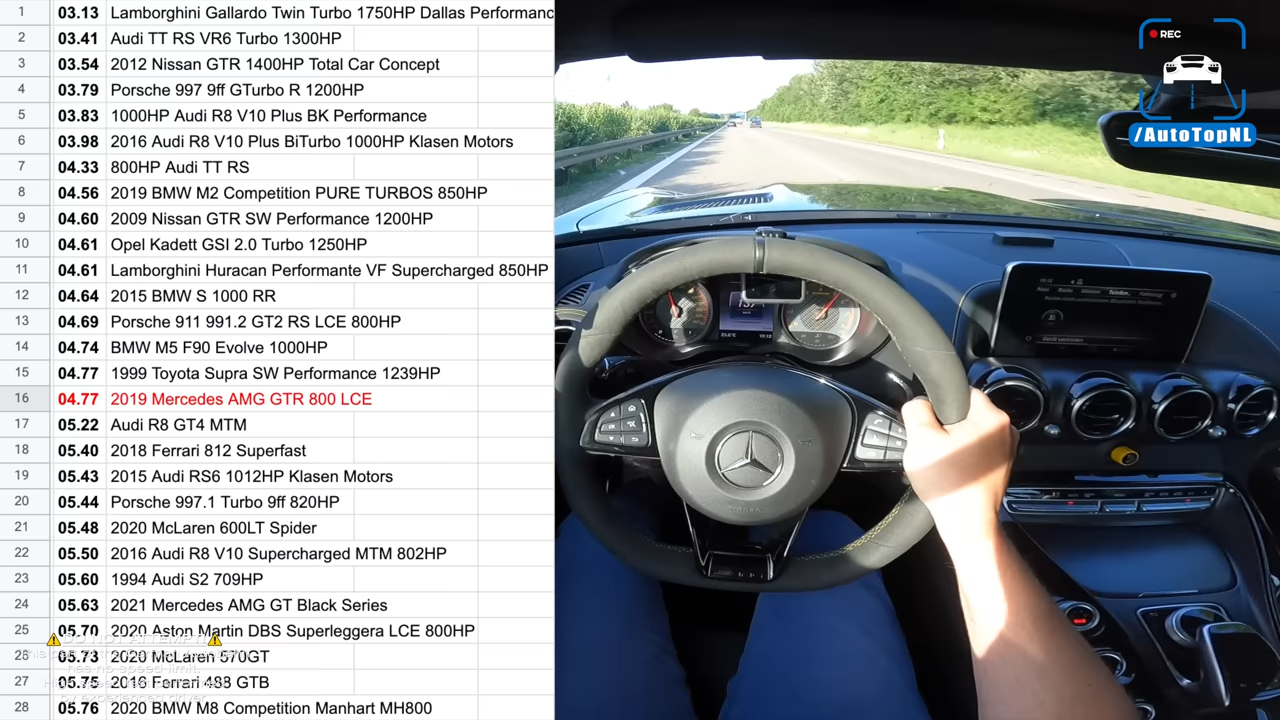 1 03.13 Lamborghini Gallardo Twin Turbo 1750HP Dallas Performanc
2 03.41 Audi TT RS VR6 Turbo 1300HP
3 03.54 2012 Nissan GTR 1400HP Total Car Concept
4 03.79 Porsche 997 9ff GTurbo R 1200HP
5 03.83 1000HP Audi R8 V10 Plus BK Performance
6 03.98 2016 Audi R8 V10 Plus BiTurbo 1000HP Klasen Motors
7 04.33 800HP Audi TT RS
8 04.56 2019 BMW M2 Competition PURE TURBOS 850HP
9 04.60 2009 Nissan GTR SW Performance 1200HP
10 04.61 Opel Kadett GSI 2.0 Turbo 1250HP
11 04.61 Lamborghini Huracan Performante VF Supercharged 850HP
12 04.64 2015 BMW S 1000 RR
13 04.69 Porsche 911 991.2 GT2 RS LCE 800HP
14 04.74 BMW M5 F90 Evolve 1000HP
15 04.77 1999 Toyota Supra SW Performance 1239HP
16 04.77 2019 Mercedes AMG GTR 800 LCE
17 05.22 Audi R8 GT4 MTM
18 05.40 2018 Ferrari 812 Superfast
19 05.43 2015 Audi RS6 1012HP Klasen Motors
20 05.44 Porsche 997.1 Turbo 9ff 820HP
21 05.48 2020 McLaren 600LT Spider
22 05.50 2016 Audi R8 V10 Supercharged MTM 802HP
23 05.60 1994 Audi S2 709HP
24 05.63 2021 Mercedes AMG GT Black Series
25 05.70 2020 Aston Martin DBS Superleggera LCE 800HP
26 05.73 2020 McLaren 570GT
27 05.75 2018 Ferrari 488 GTB
28 05.76 2020 BMW M8 Competition Manhart MH800
DO NOT ATTEMPT!
has no speed limit.
by experienced driver
REC
/AutoTopNL